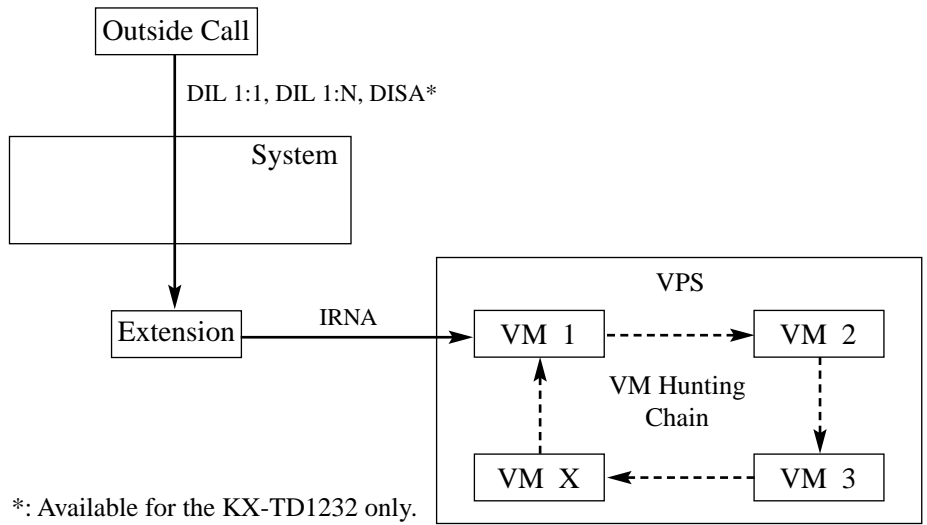 Outside Call
DIL 1:1, DIL 1:N, DISA*
System
VPS
Extension
IRNA
VM 1
VM 2
VM Hunting
Chain
VM X
VM 3
*: Available for the KX-TD1232 only.